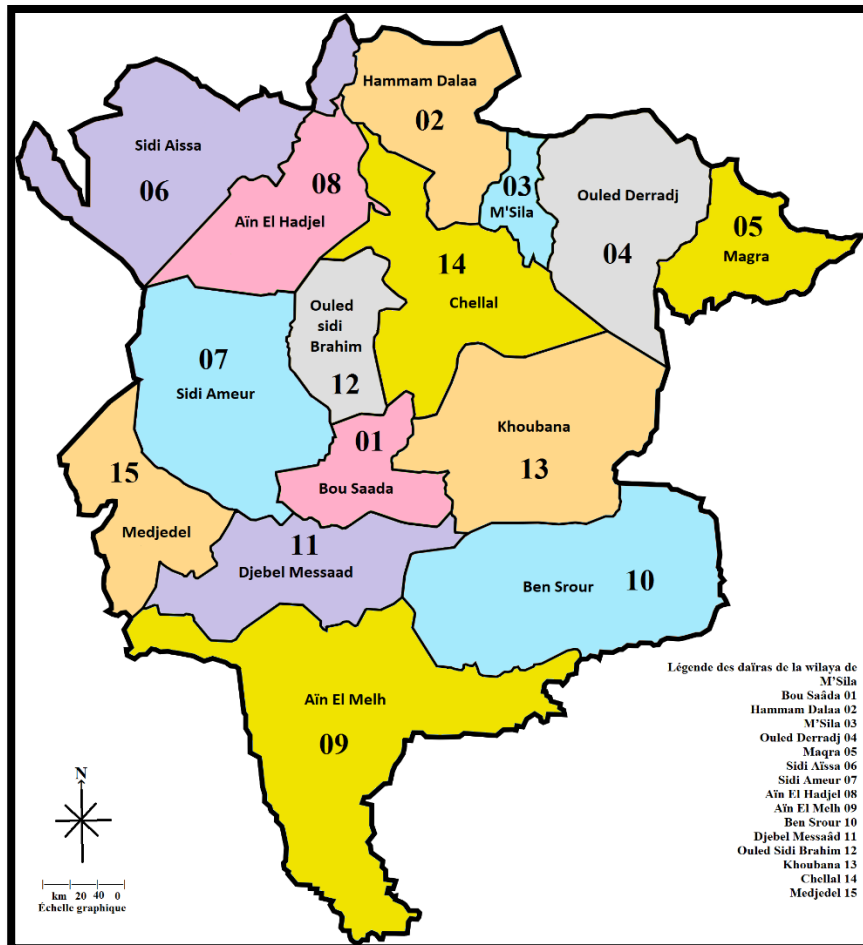 Hammam Dalaa
02
Sidi Aissa
06
08
Aïn El Hadjel
03
M'Sila
Ouled Derradj
04
05
Magra
14
Chellal
Ouled
sidi
Brahim
12
07
Sidi Ameur
01
Bou Saada
Khoubana
13
15
Medjedel
11
Djebel Messaad
Ben Srour
10
Aïn El Melh
09
Légende des daïras de la wilaya de
M'Sila
Bou Saâda 01
Hammam Dalaa 02
M'Sila 03
Ouled Derradj 04
Maqra 05
Sidi Aïssa 06
Sidi Ameur 07
Aïn El Hadjel 08
Aïn El Melh 09
Ben Srour 10
Djebel Messaâd 11
Ouled Sidi Brahim 12
Khoubana 13
Chellal 14
Medjedel 15
N
km 20 40 0
Échelle graphique